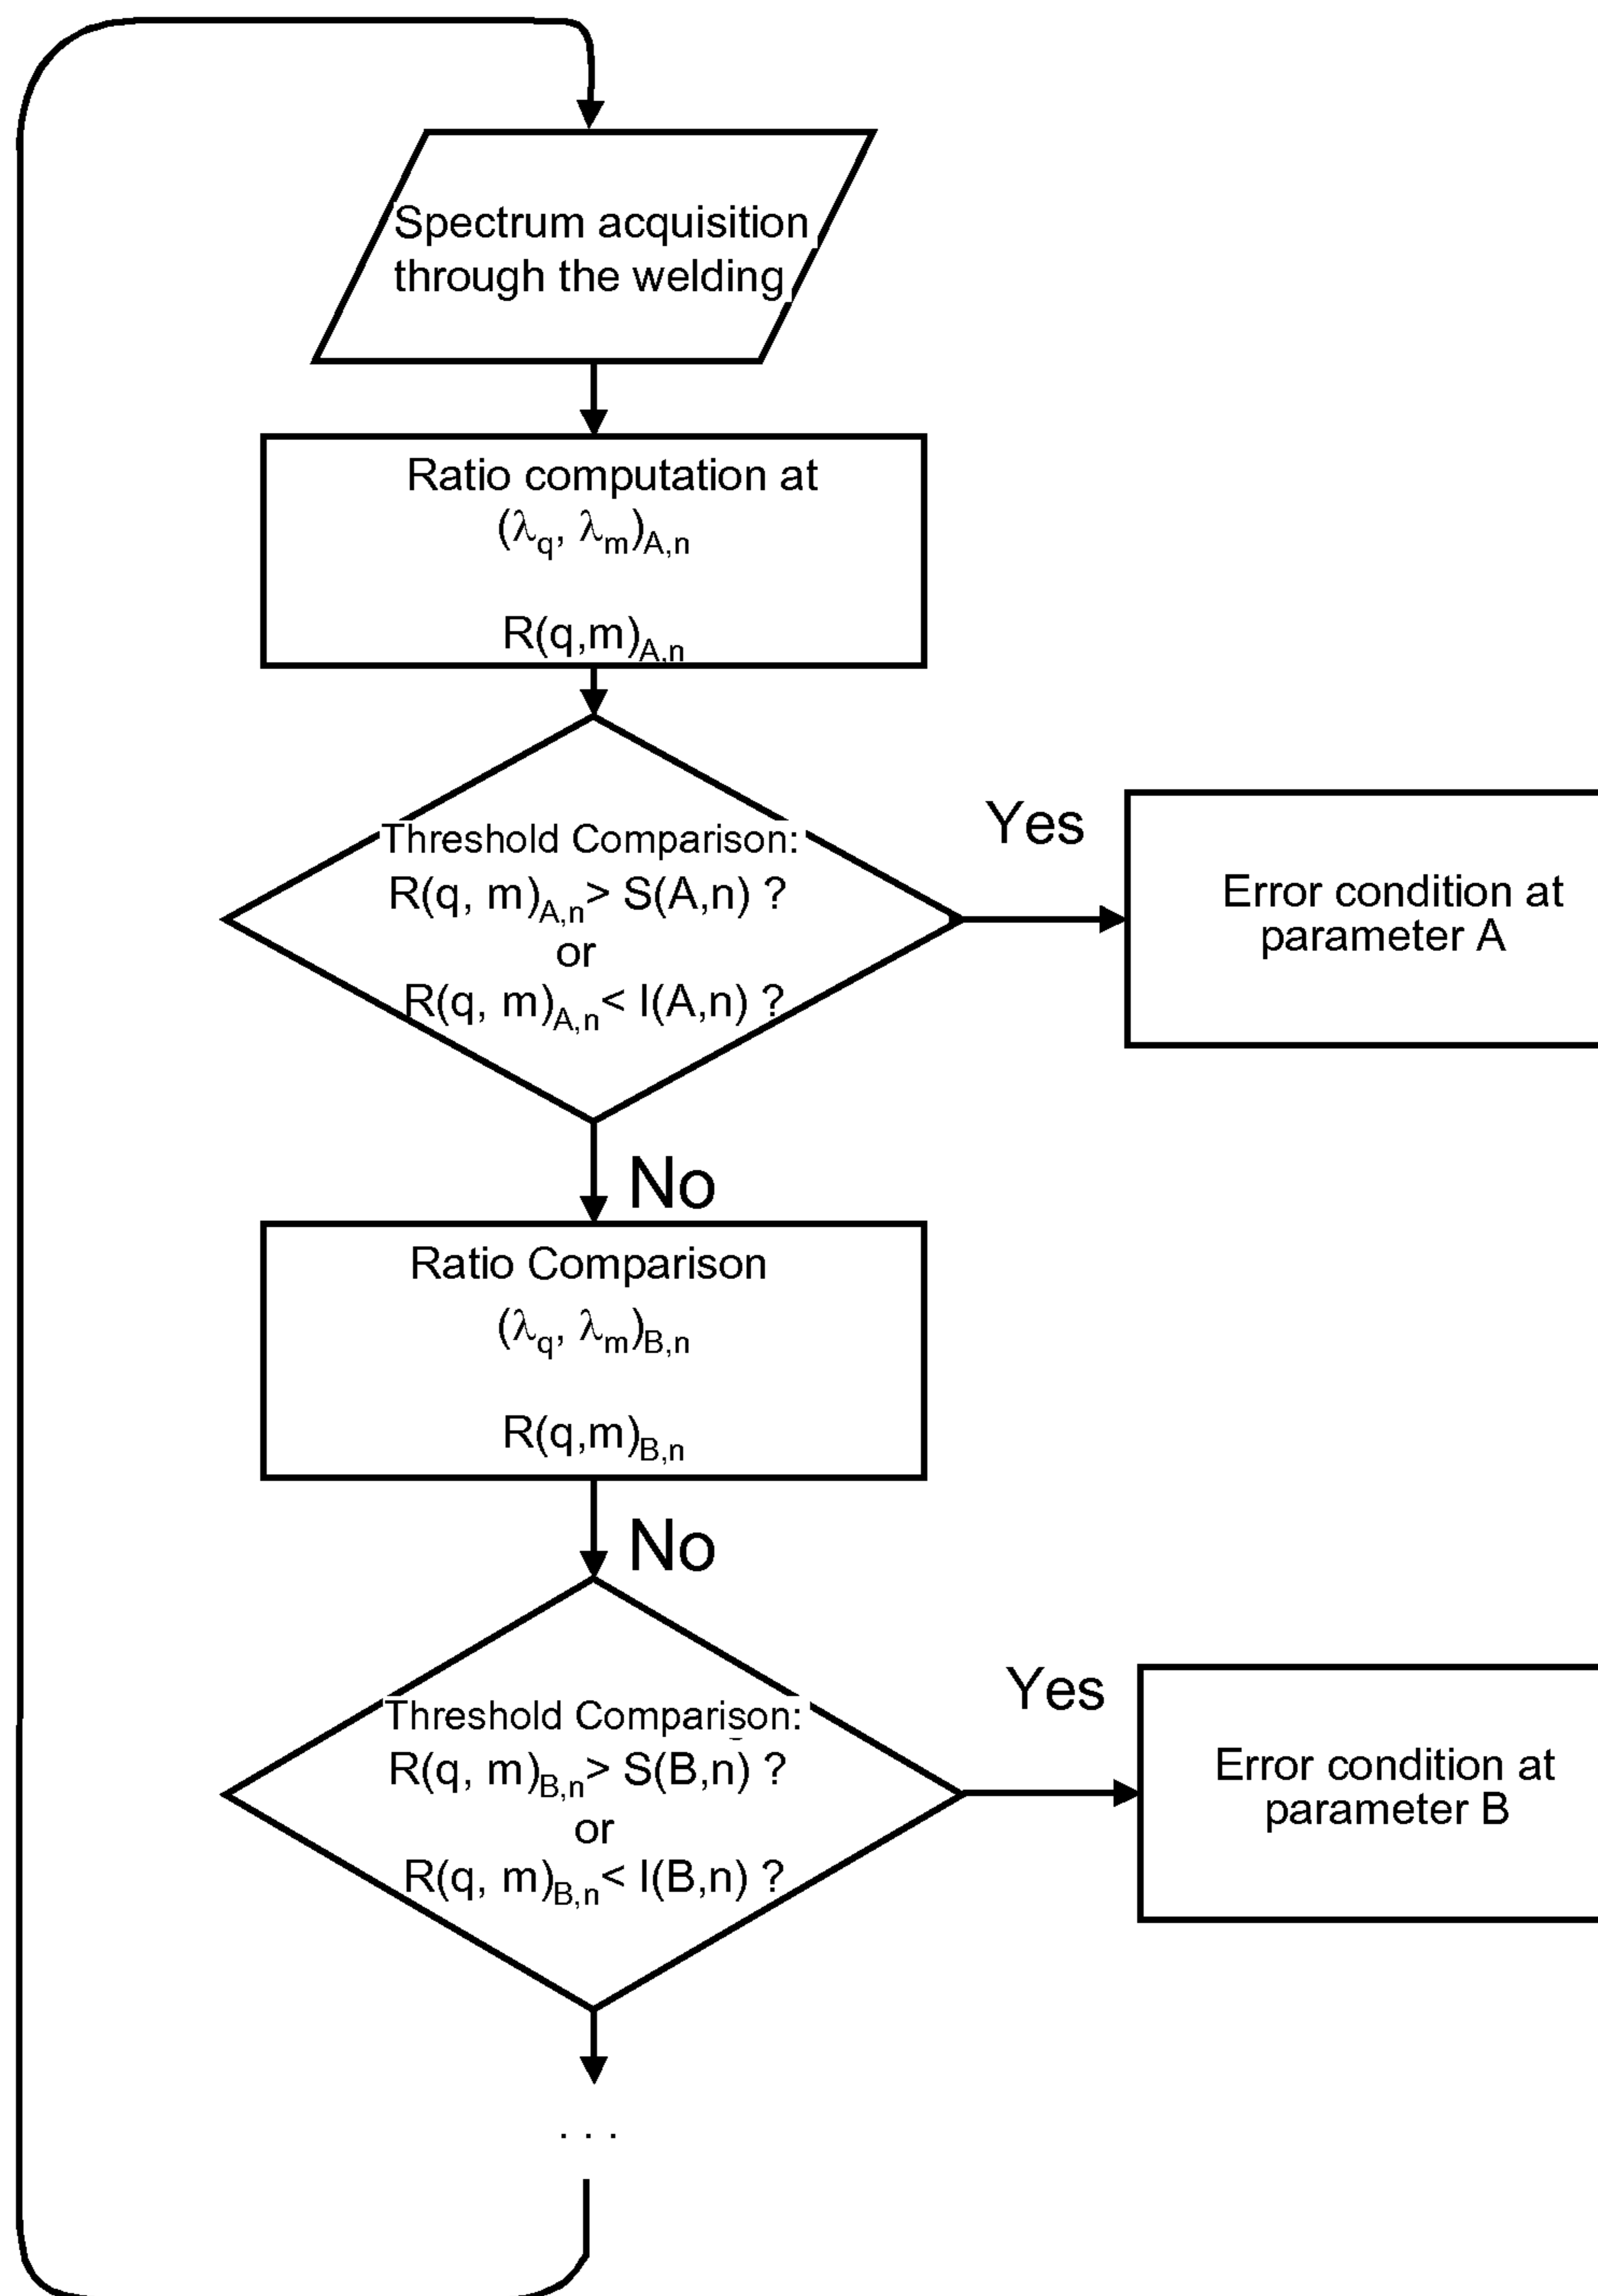 Spectrum acquisition
through the welding
Ratio computation at
(λq, λm)A,n
R(q,m)A,n
Threshold Comparison:
R(q, m)A,n> S(A,n) ?
or
R(q, m)A,n< I(A,n) ?
Yes
Error condition at
parameter A
No
Ratio Comparison
(λq, λm)B,n
R(q,m)B,n
No
Threshold Comparison:
R(q, m)B,n> S(B,n) ?
or
R(q, m)B,n< I(B,n) ?
Yes
Error condition at
parameter B
. . .